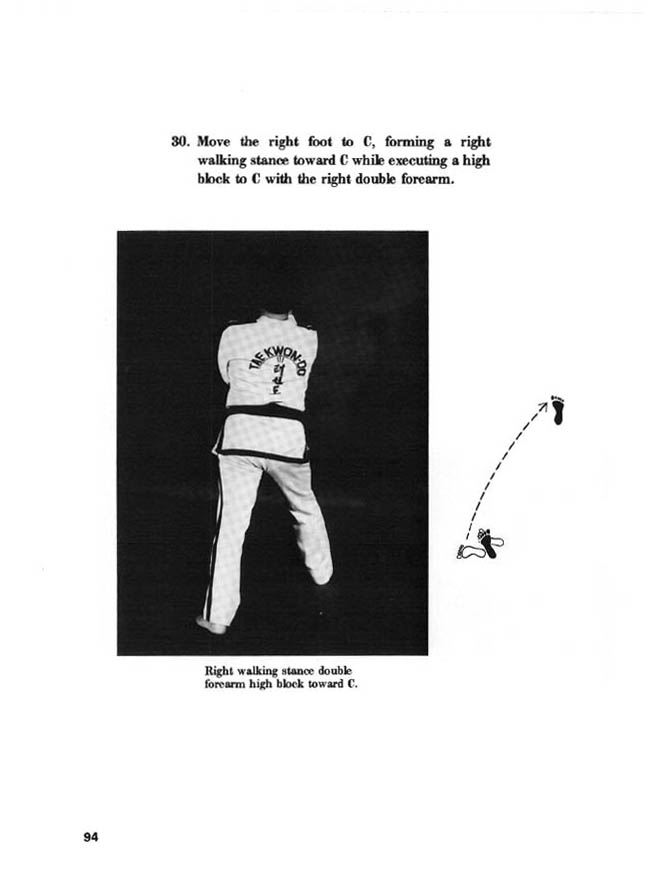 30. Move the right foot to C, forming a right
walking stance toward C while executing a high
block to C with the right double forearm.
TAEKWON-DO
Right walking stance double
forearm high block toward C.
94